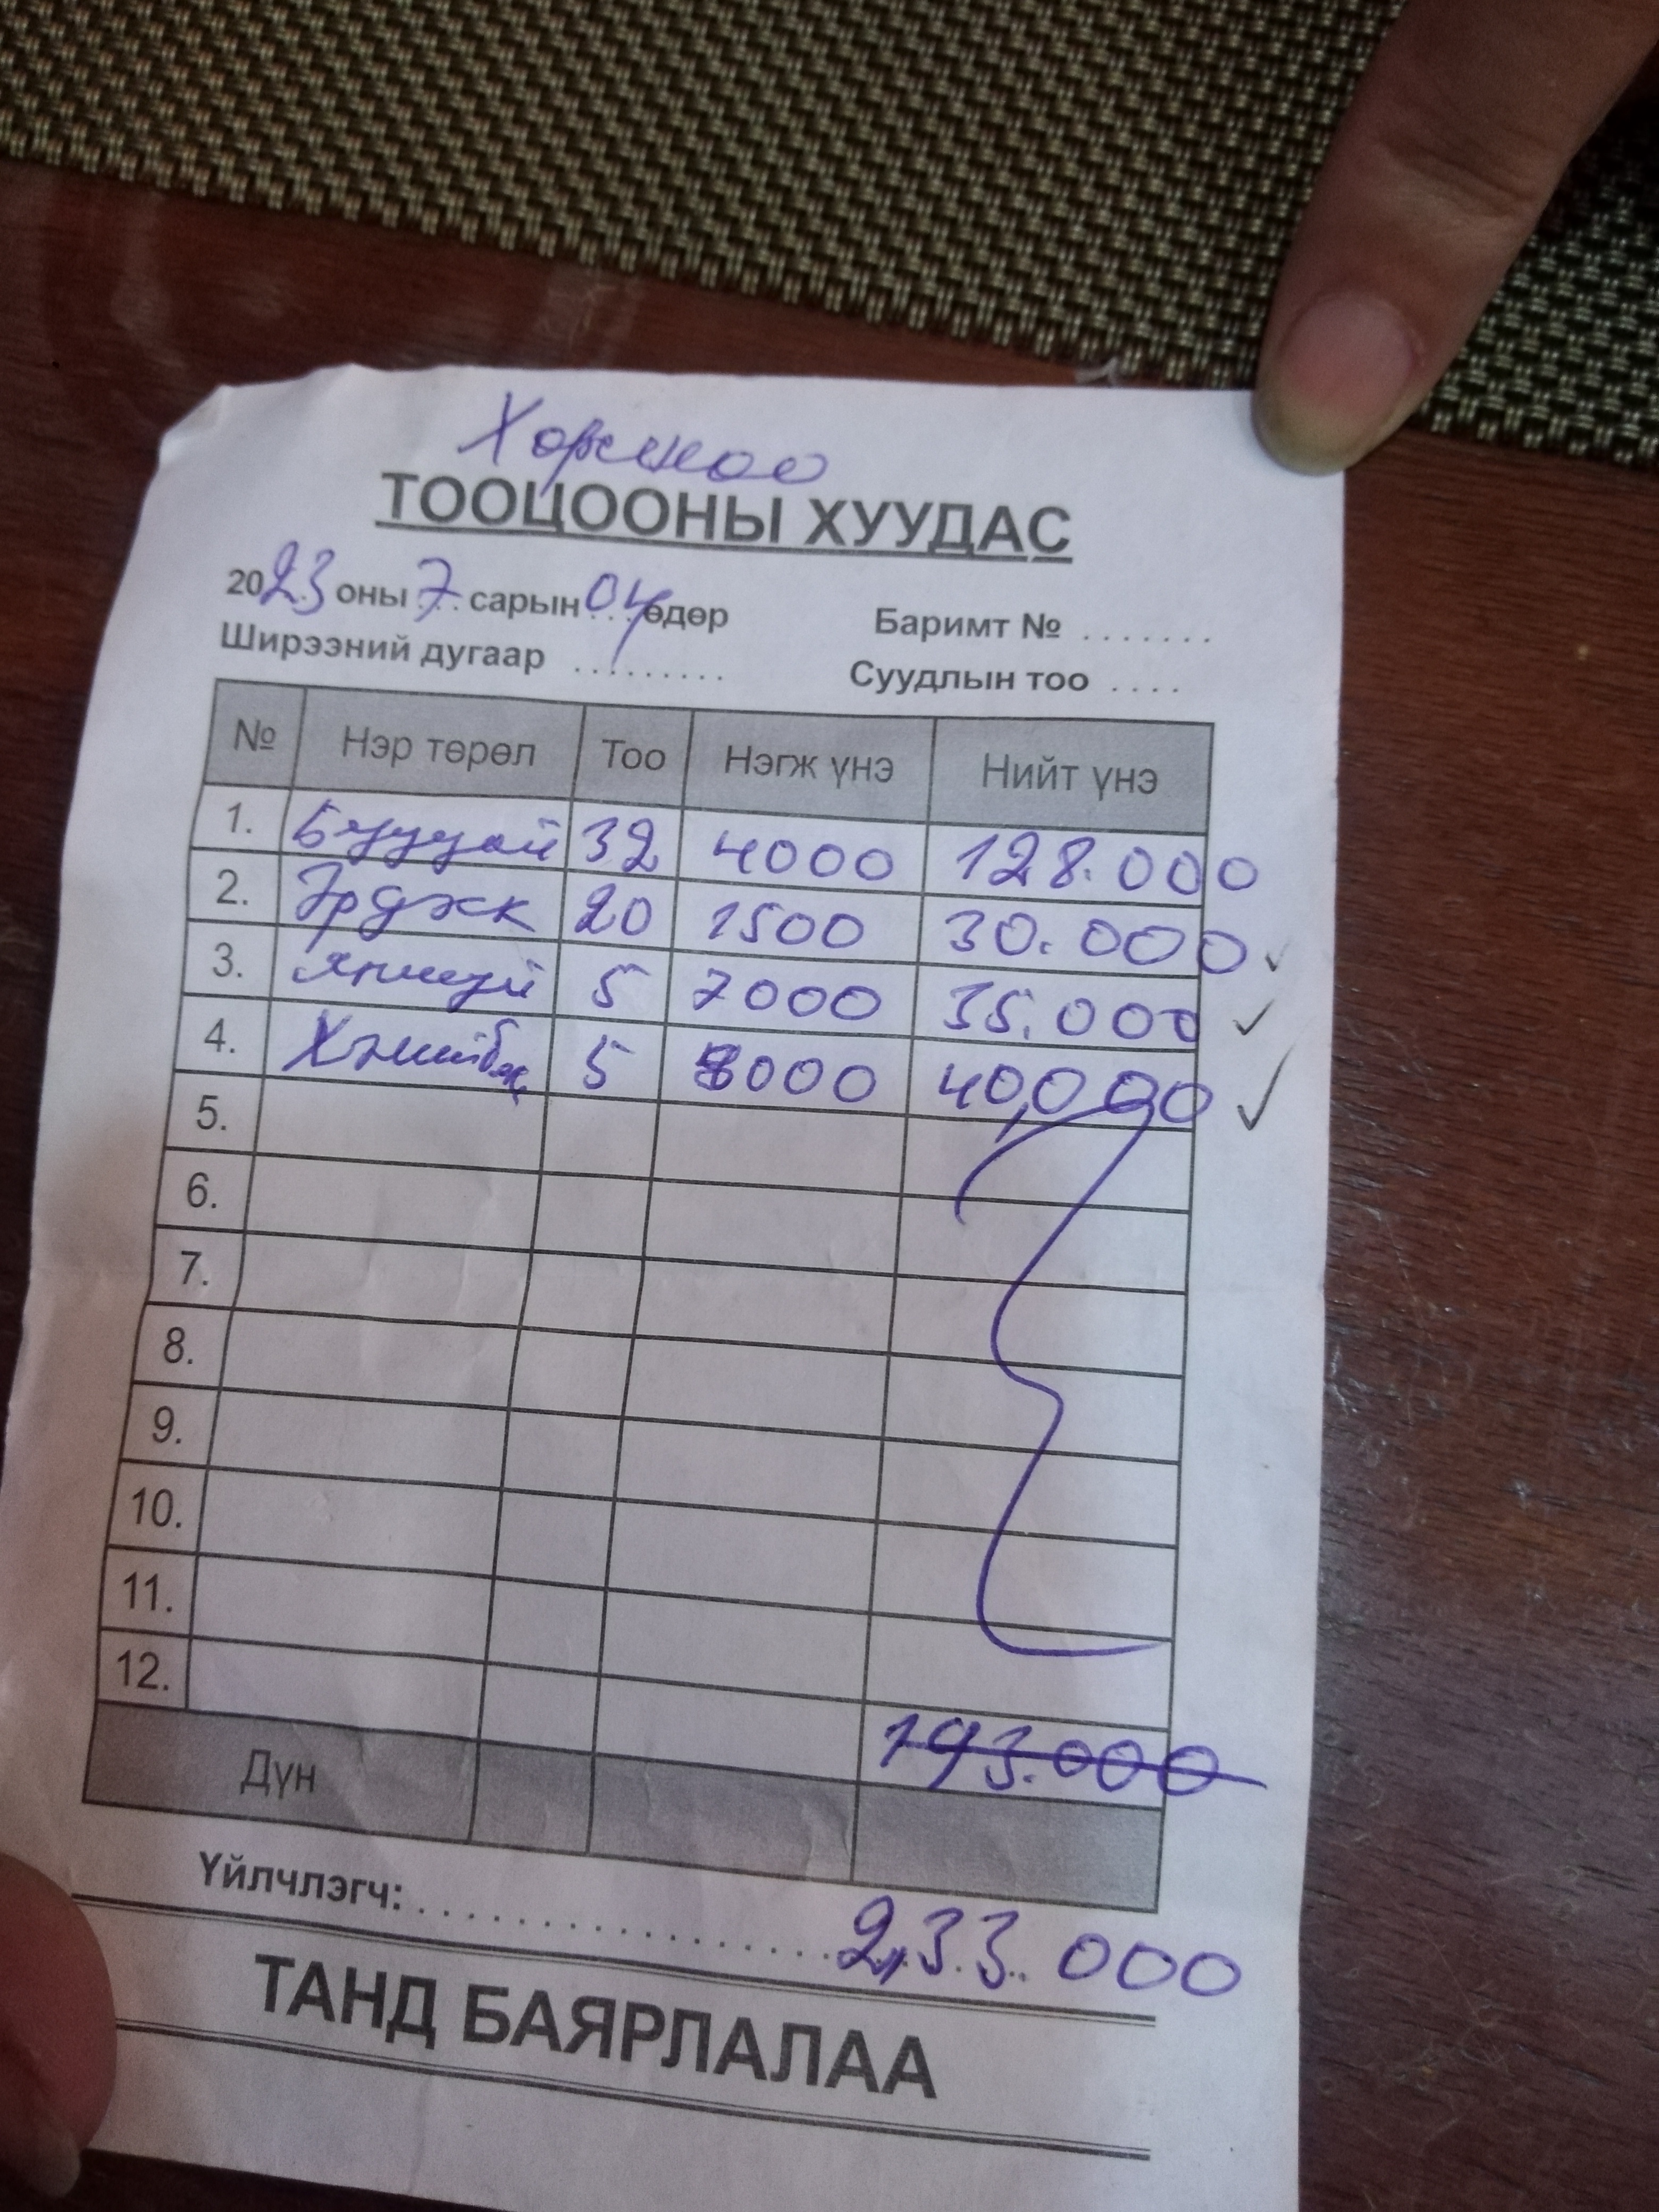 ТООЦООНЫ ХУУДАС
2023 оны 7 сарын 04 өдөр Баримт № .......
Ширээний дугаар ......... Суудлын тоо ....
№ Нэр төрөл Тоо Нэгж үнэ Нийт үнэ
1. 32 4000 128.000
2. 20 1500 30.000 ✓
3. 5 7000 35.000 ✓
4. 5 8000 40,000 ✓
5.
6.
7.
8.
9.
10.
11.
12.
193.000
Дүн
Үйлчлэгч: ....................
233.000
ТАНД БАЯРЛАЛАА